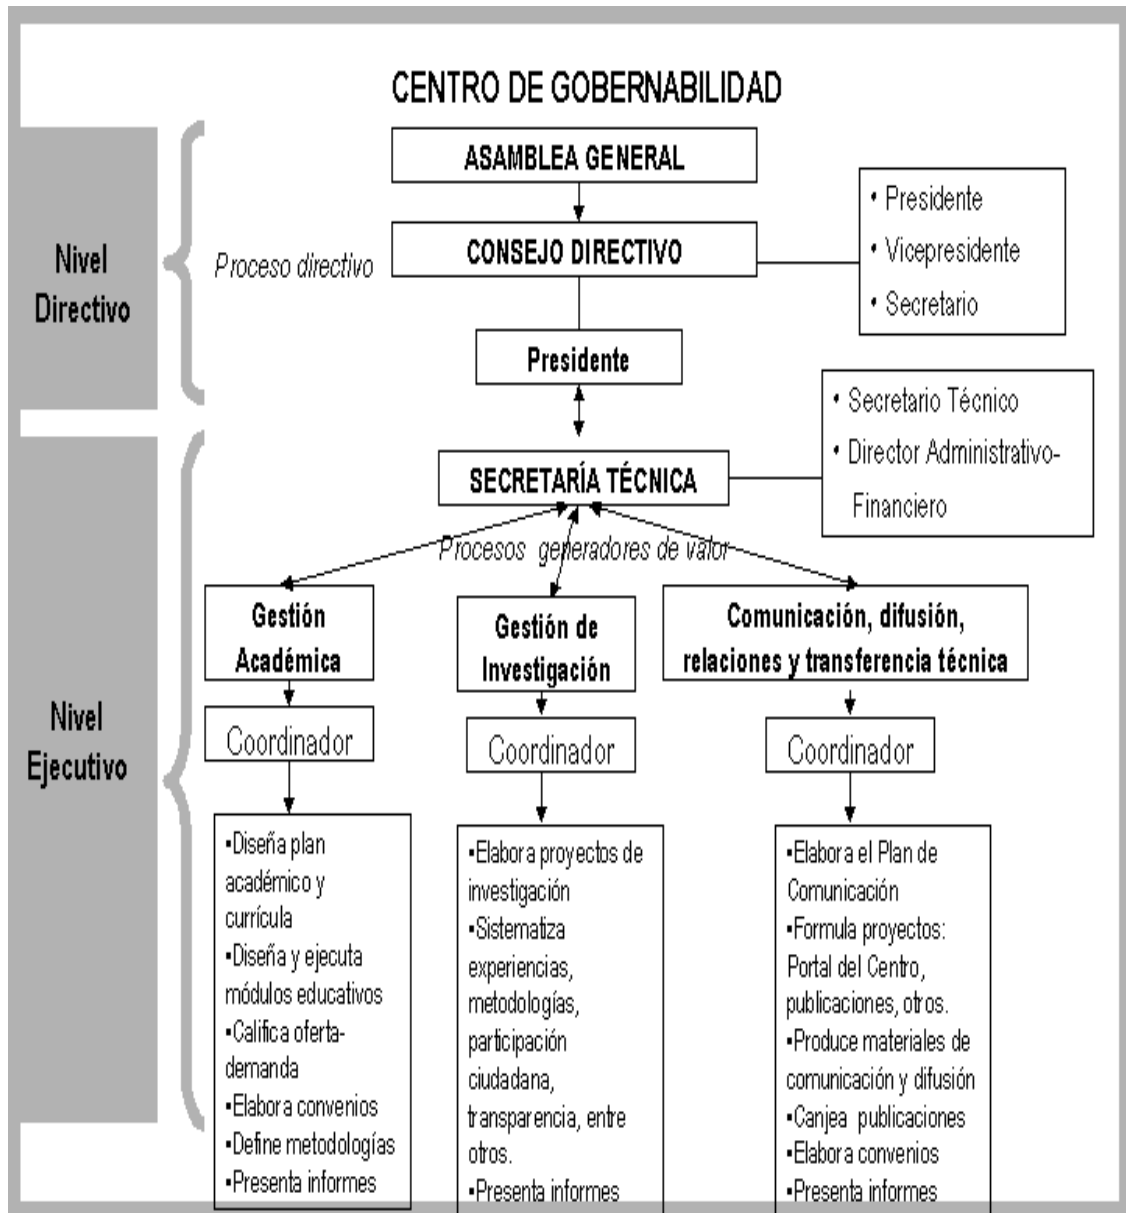 CENTRO DE GOBERNABILIDAD
Nivel
Directivo
Proceso directivo
ASAMBLEA GENERAL
CONSEJO DIRECTIVO
• Presidente
• Vicepresidente
• Secretario
Presidente
Nivel
Ejecutivo
SECRETARÍA TÉCNICA
• Secretario Técnico
• Director Administrativo-
Financiero
Procesos generadores de valor
Gestión
Académica
Coordinador
▪Diseña plan
académico y
currícula
▪Diseña y ejecuta
módulos educativos
▪Califica oferta-
demanda
▪Elabora convenios
▪Define metodologías
▪Presenta informes
Gestión de
Investigación
Coordinador
▪Elabora proyectos de
investigación
▪Sistematiza
experiencias,
metodologías,
participación
ciudadana,
transparencia, entre
otros.
▪Presenta informes
Comunicación, difusión,
relaciones y transferencia técnica
Coordinador
▪Elabora el Plan de
Comunicación
▪Formula proyectos:
Portal del Centro,
publicaciones, otros.
▪Produce materiales de
comunicación y difusión
▪Canjea publicaciones
▪Elabora convenios
▪Presenta informes